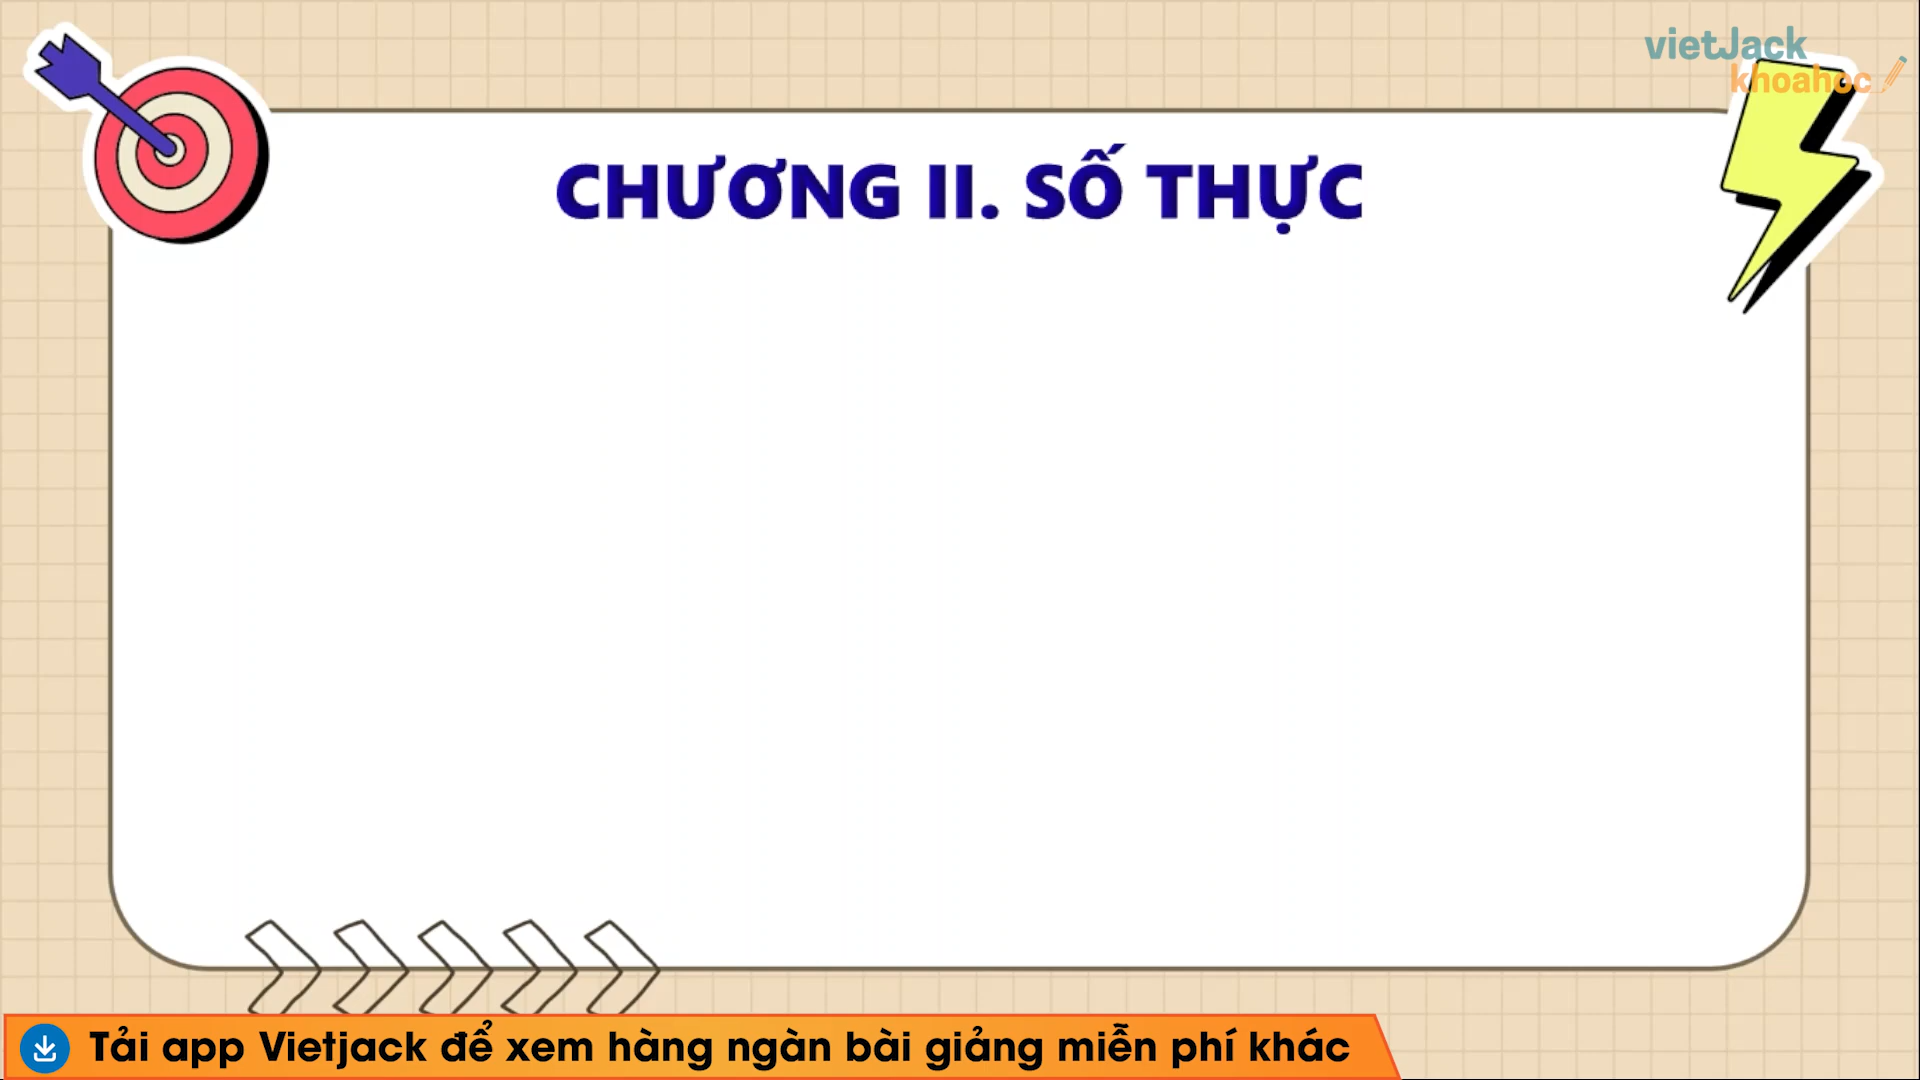 vietJack
khoahoc
CHƯƠNG II. SỐ THỰC
Tải app Vietjack để xem hàng ngàn bài giảng miễn phí khác